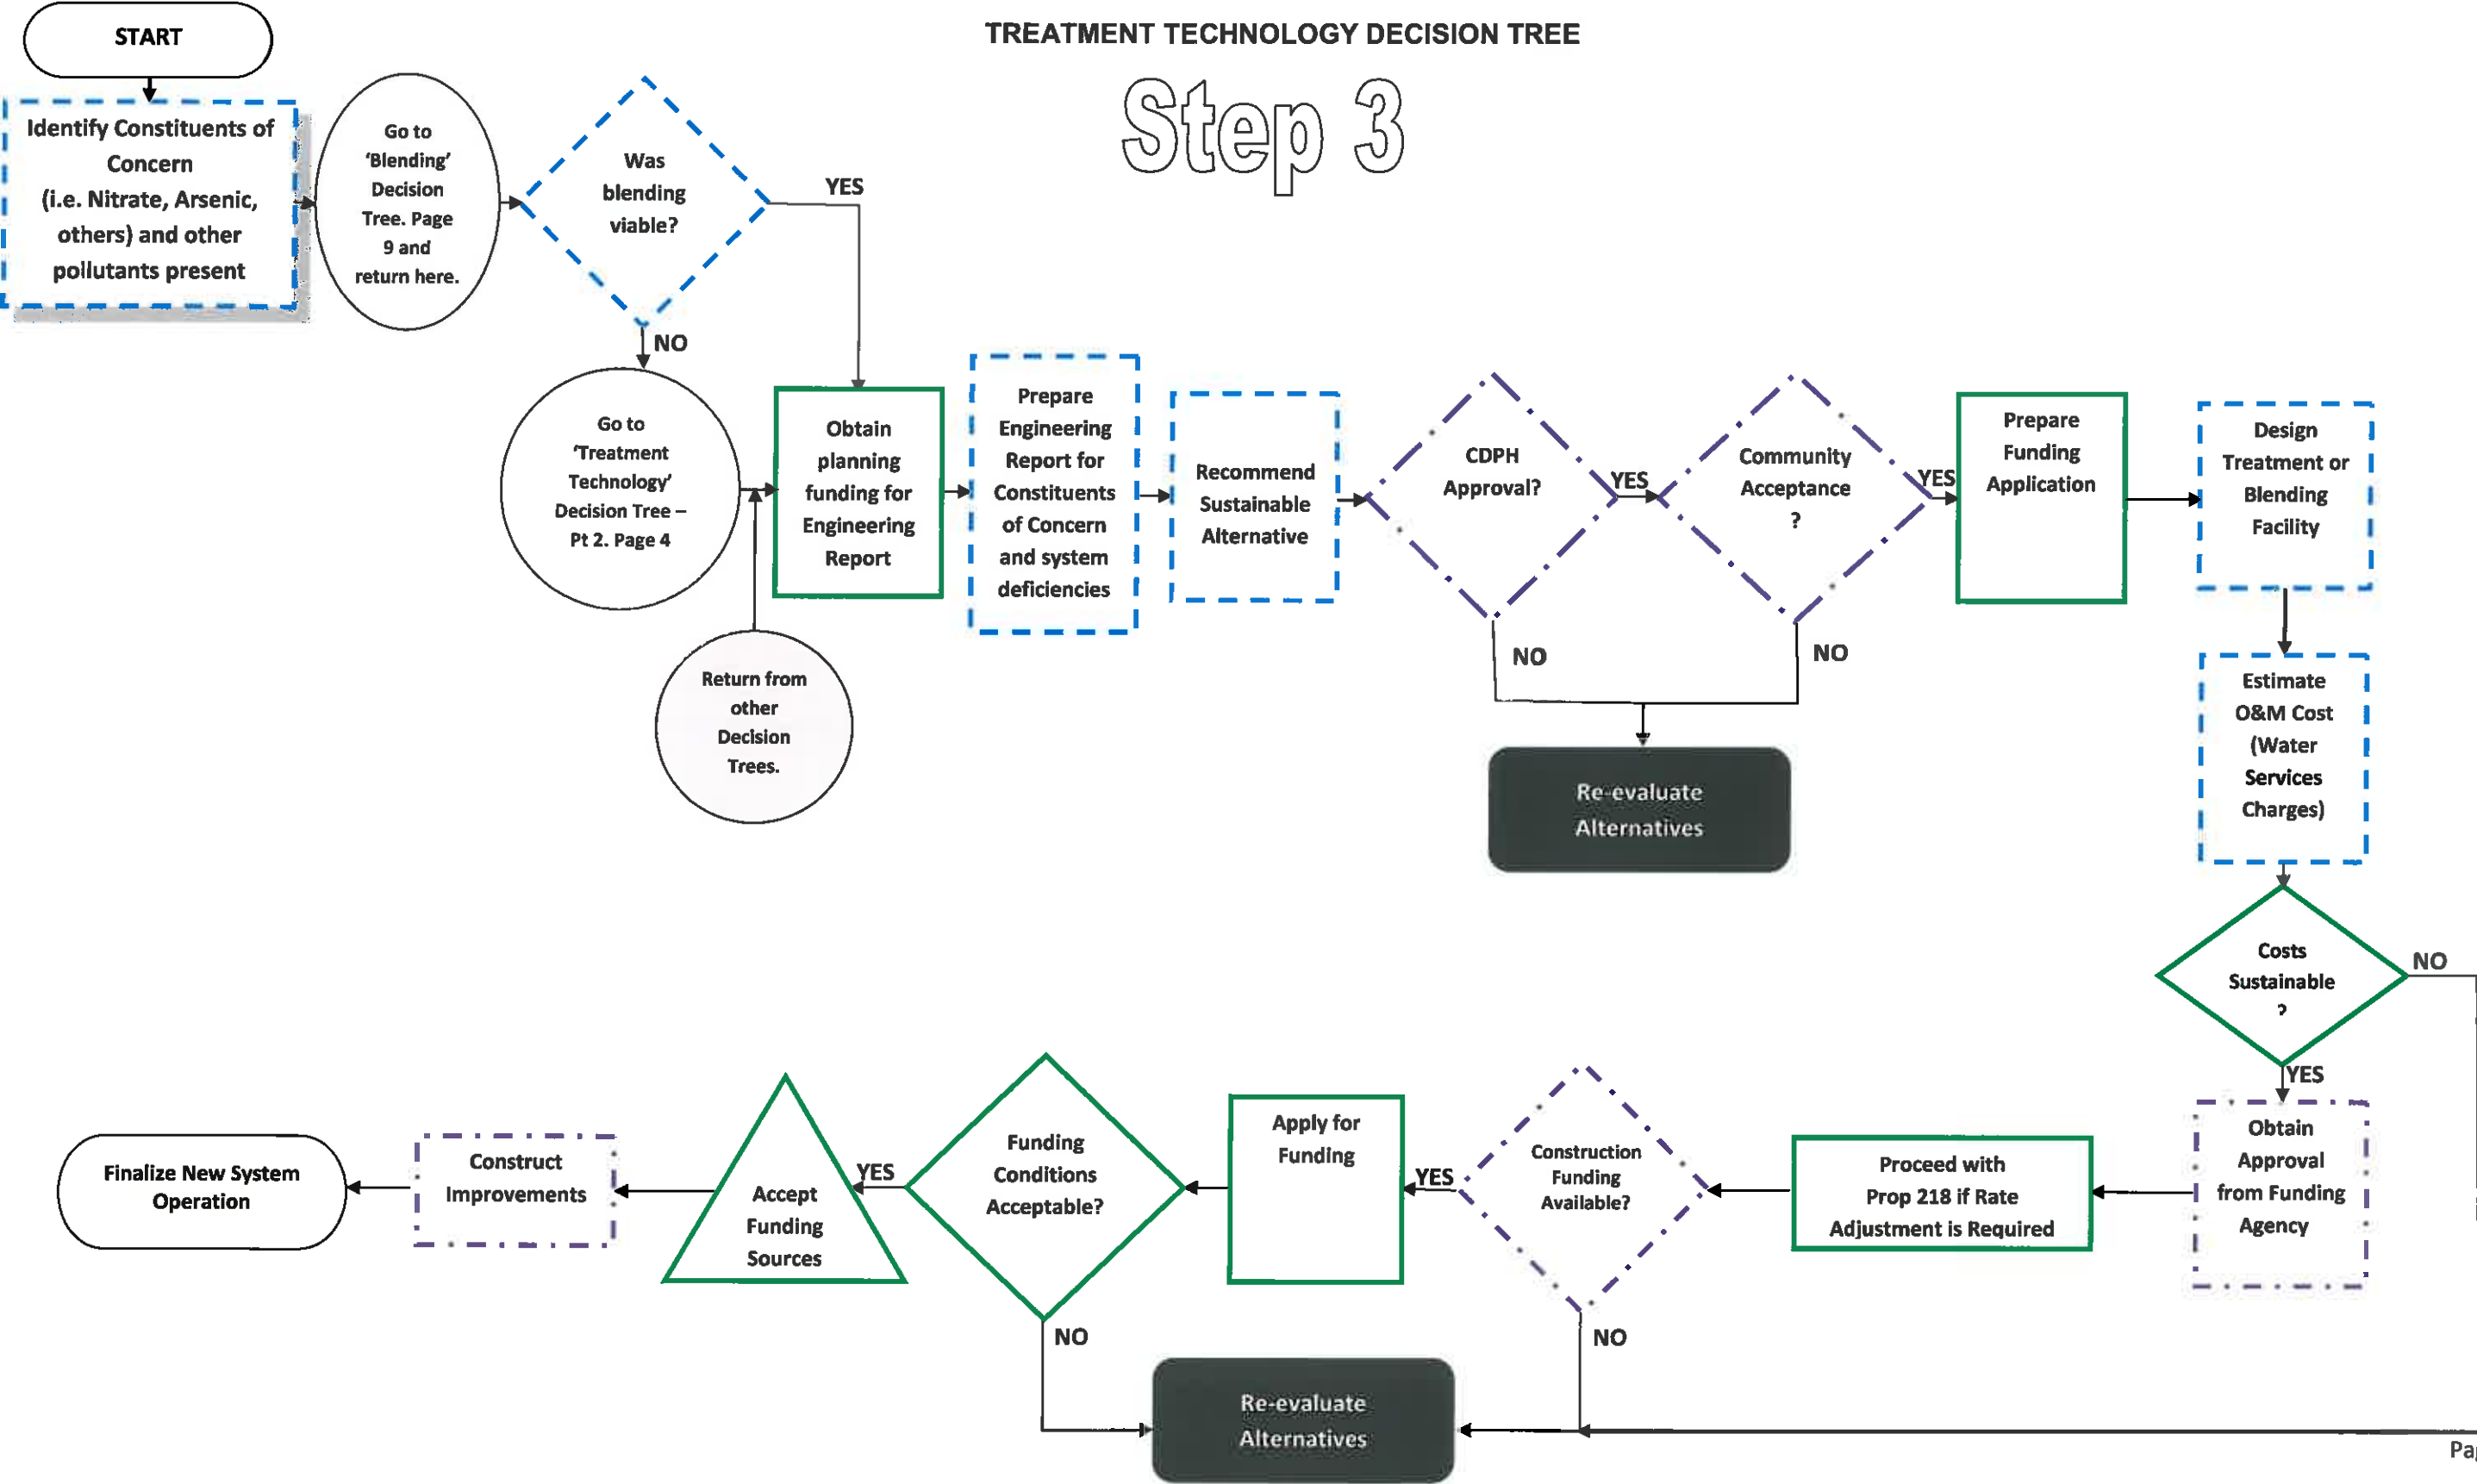 TREATMENT TECHNOLOGY DECISION TREE
Step 3
START
Identify Constituents of
Concern
(i.e. Nitrate, Arsenic,
others) and other
pollutants present
Go to
‘Blending’
Decision
Tree. Page
9 and
return here.
Was
blending
viable?
YES
NO
Go to
‘Treatment
Technology’
Decision Tree –
Pt 2. Page 4
Return from
other
Decision
Trees.
Obtain
planning
funding for
Engineering
Report
Prepare
Engineering
Report for
Constituents
of Concern
and system
deficiencies
Recommend
Sustainable
Alternative
CDPH
Approval?
YES
NO
Community
Acceptance
?
YES
NO
Re-evaluate
Alternatives
Prepare
Funding
Application
Design
Treatment or
Blending
Facility
Estimate
O&M Cost
(Water
Services
Charges)
Costs
Sustainable
?
NO
YES
Obtain
Approval
from Funding
Agency
Proceed with
Prop 218 if Rate
Adjustment is Required
Construction
Funding
Available?
YES
NO
Apply for
Funding
Funding
Conditions
Acceptable?
YES
NO
Accept
Funding
Sources
Construct
Improvements
Finalize New System
Operation
Re-evaluate
Alternatives